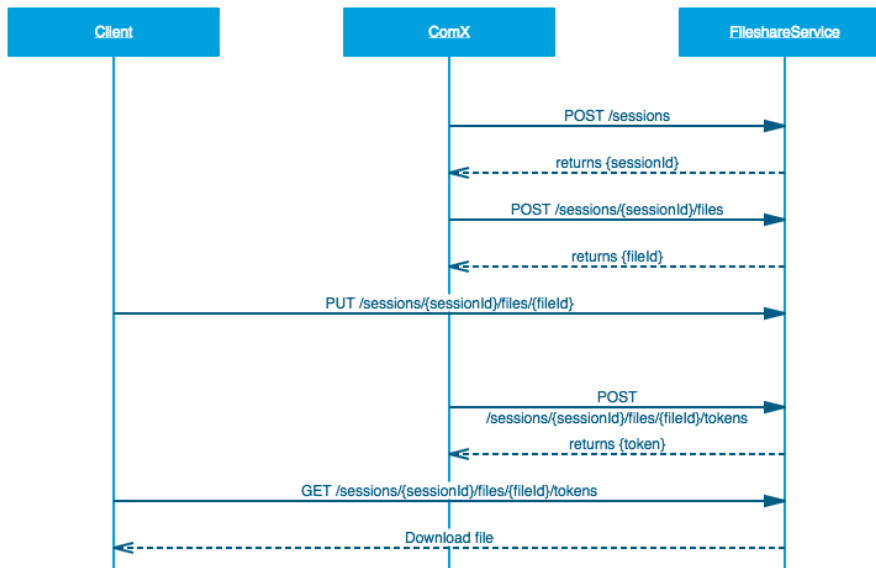 Client
ComX
FileshareService
POST /sessions
returns {sessionId}
POST /sessions/{sessionId}/files
returns {fileId}
PUT /sessions/{sessionId}/files/{fileId}
POST
/sessions/{sessionId}/files/{fileId}/tokens
returns {token}
GET /sessions/{sessionId}/files/{fileId}/tokens
Download file